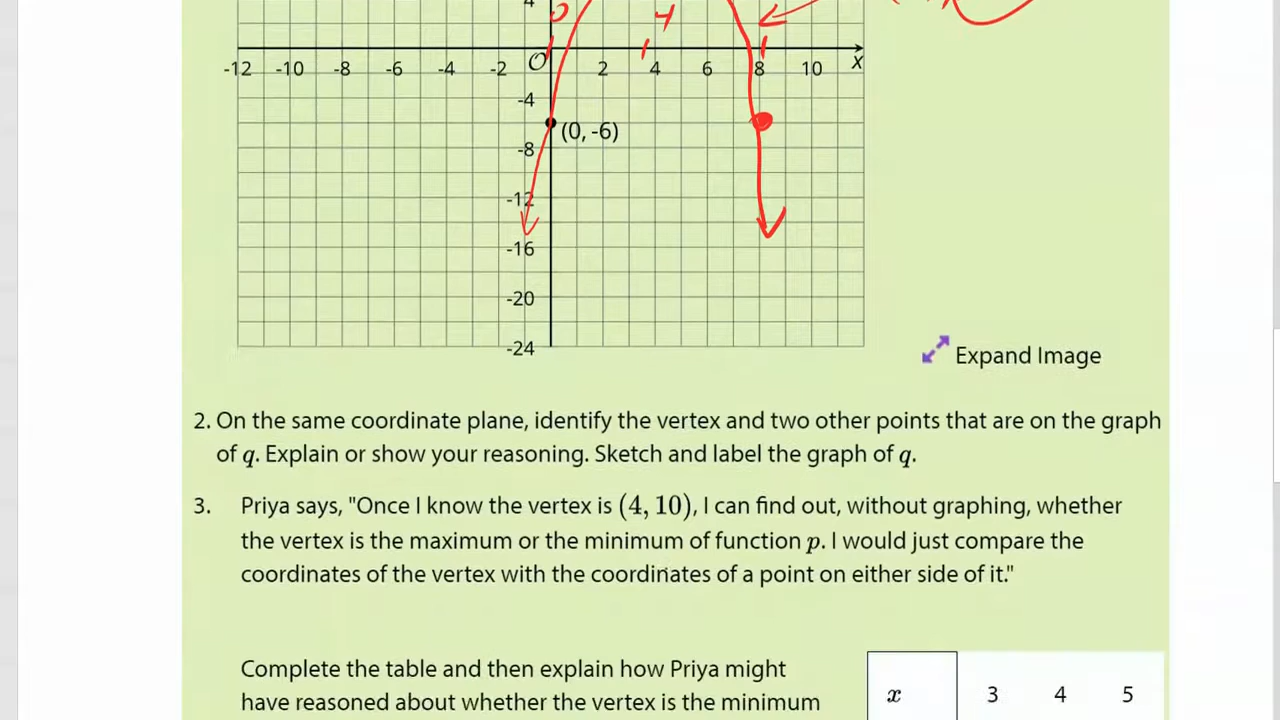 4
0
4
O
x
-12 -10 -8 -6 -4 -2 2 4 6 8 10
-4
(0, -6)
-8
-12
-16
-20
-24
Expand Image
2. On the same coordinate plane, identify the vertex and two other points that are on the graph
of q. Explain or show your reasoning. Sketch and label the graph of q.
3. Priya says, "Once I know the vertex is (4, 10), I can find out, without graphing, whether
the vertex is the maximum or the minimum of function p. I would just compare the
coordinates of the vertex with the coordinates of a point on either side of it."
Complete the table and then explain how Priya might
have reasoned about whether the vertex is the minimum
x 3 4 5